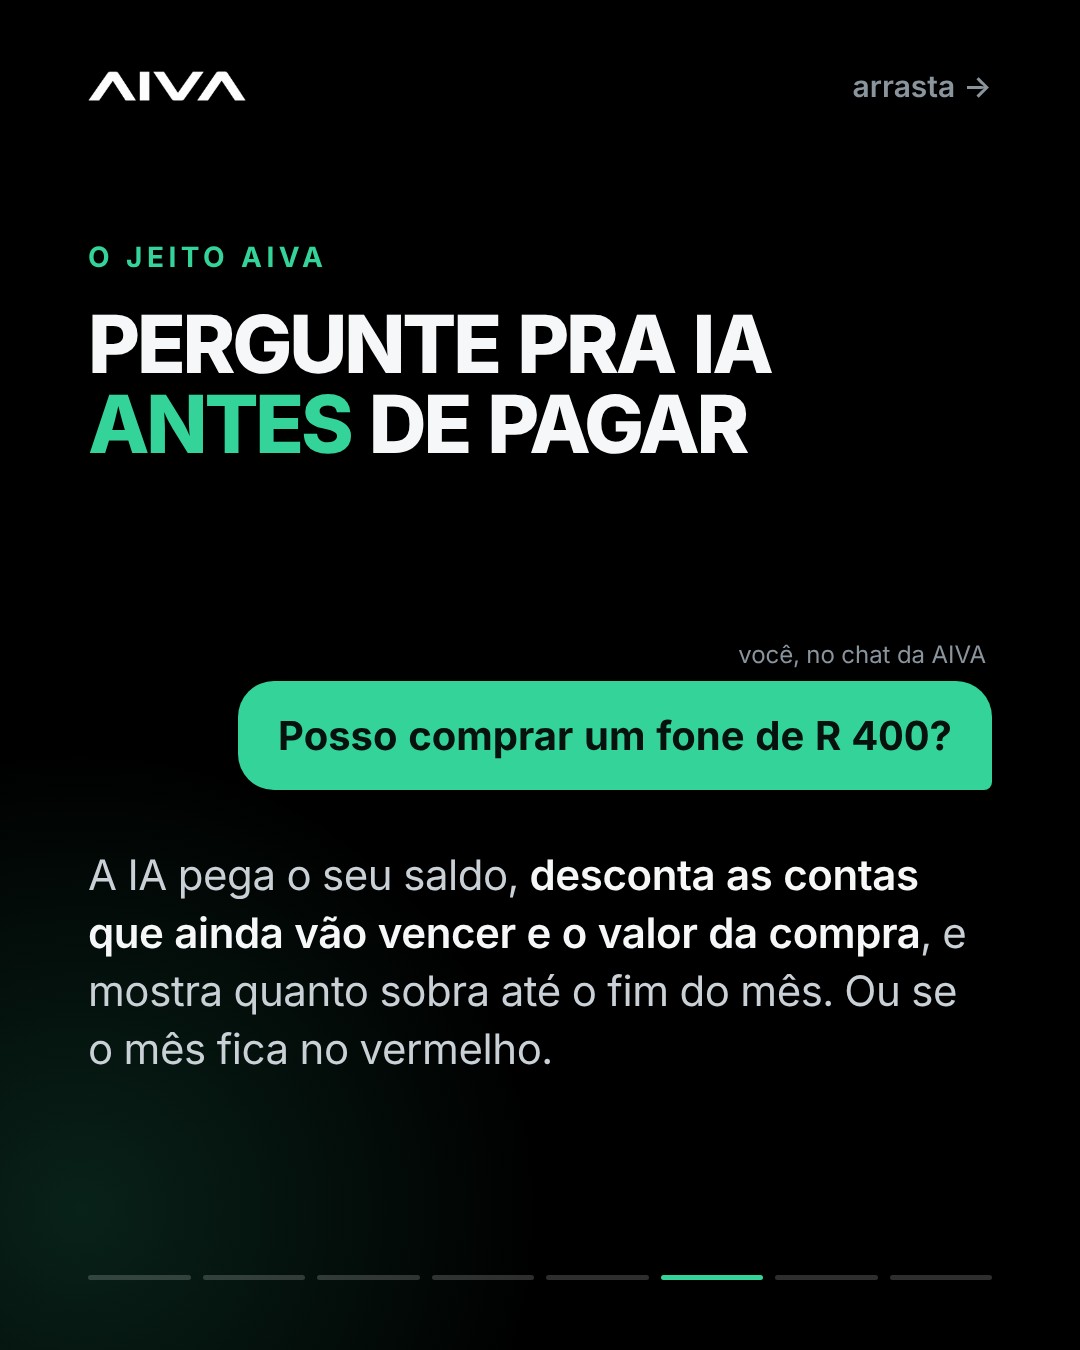 AIVA
arrasta →
O JEITO AIVA
PERGUNTE PRA IA
ANTES DE PAGAR
você, no chat da AIVA
Posso comprar um fone de R 400?
A IA pega o seu saldo, desconta as contas
que ainda vão vencer e o valor da compra, e
mostra quanto sobra até o fim do mês. Ou se
o mês fica no vermelho.